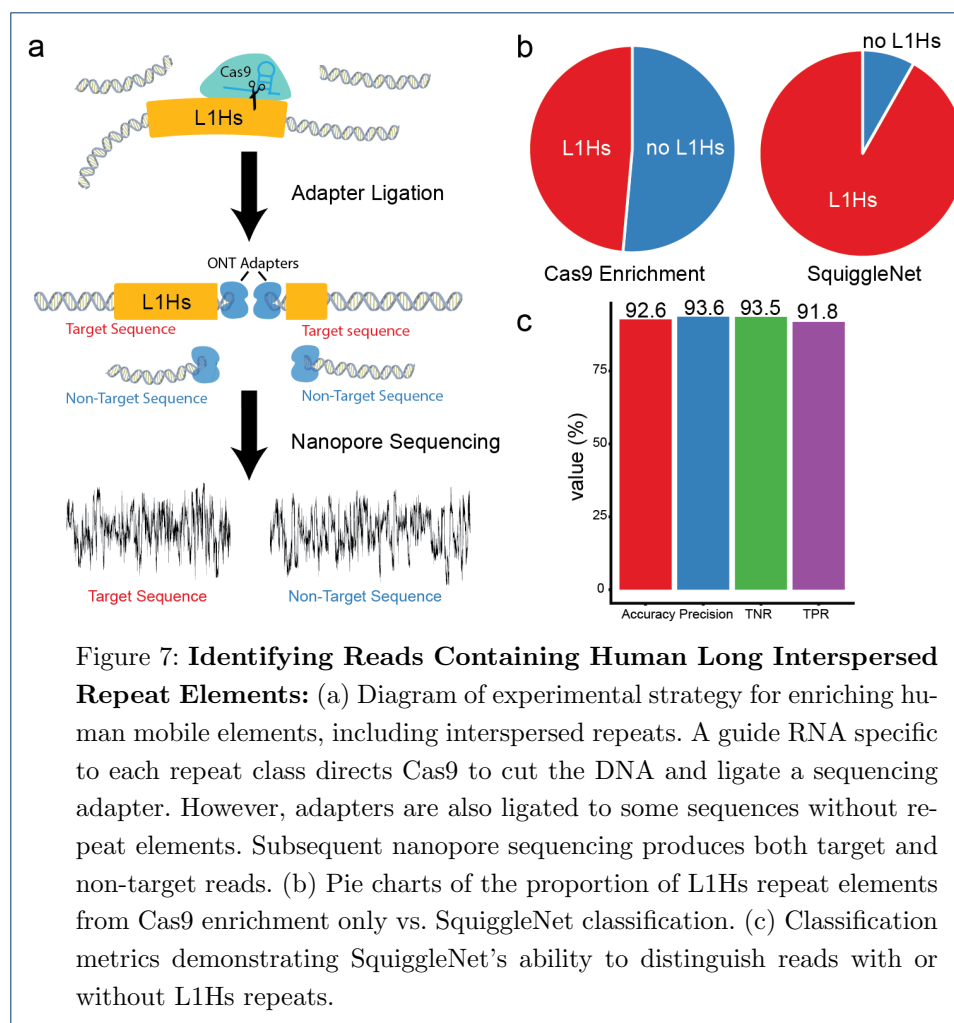 a
Cas9
L1Hs
Adapter Ligation
ONT Adapters
L1Hs
Target Sequence
Target sequence
Non-Target Sequence
Non-Target Sequence
Nanopore Sequencing
Target Sequence
Non-Target Sequence
b
no L1Hs
L1Hs
no L1Hs
L1Hs
Cas9 Enrichment
SquiggleNet
c
92.6 93.6 93.5 91.8
75
50
25
0
value (%)
Accuracy Precision TNR TPR
Figure 7: Identifying Reads Containing Human Long Interspersed
Repeat Elements: (a) Diagram of experimental strategy for enriching hu-
man mobile elements, including interspersed repeats. A guide RNA specific
to each repeat class directs Cas9 to cut the DNA and ligate a sequencing
adapter. However, adapters are also ligated to some sequences without re-
peat elements. Subsequent nanopore sequencing produces both target and
non-target reads. (b) Pie charts of the proportion of L1Hs repeat elements
from Cas9 enrichment only vs. SquiggleNet classification. (c) Classification
metrics demonstrating SquiggleNet's ability to distinguish reads with or
without L1Hs repeats.